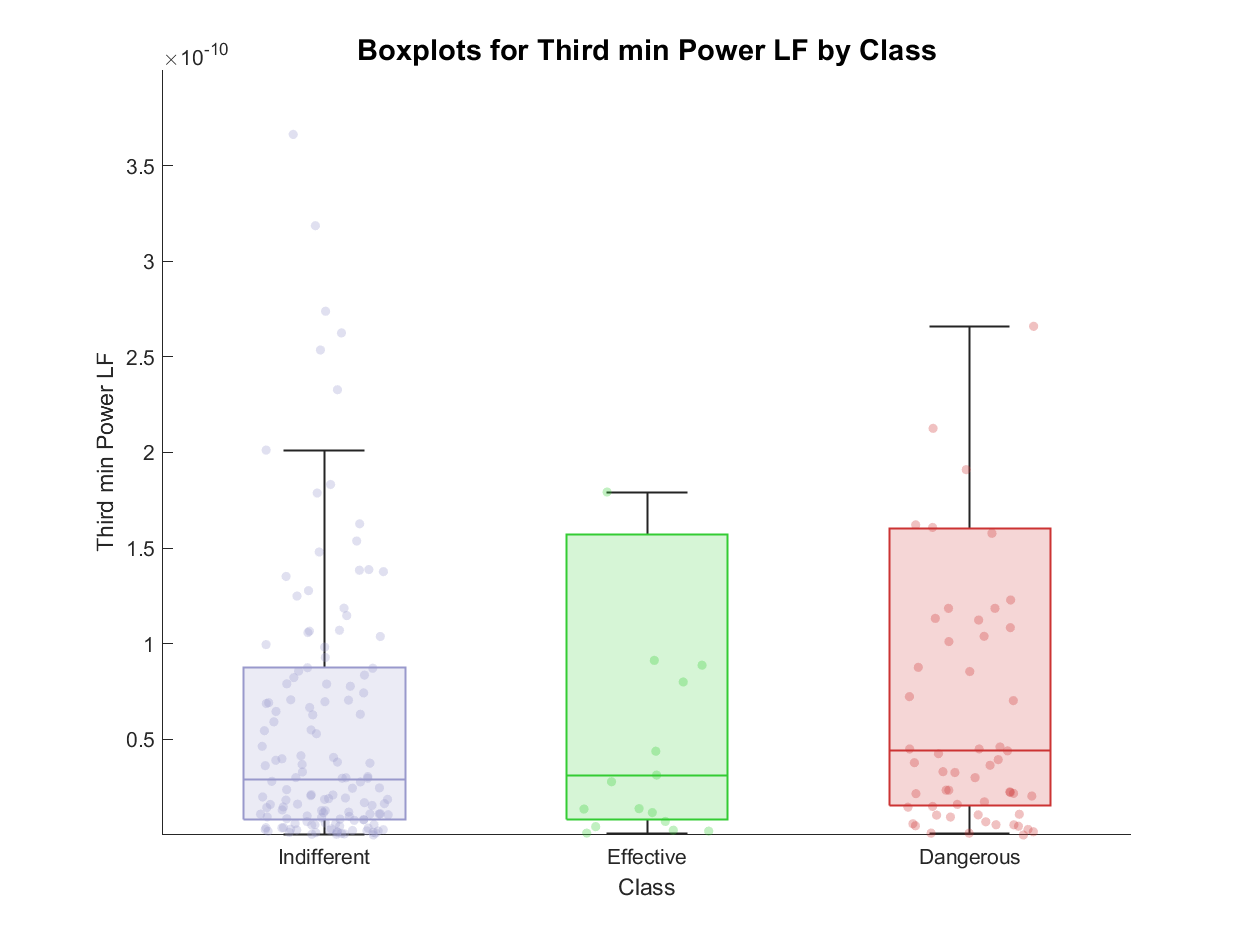 Boxplots for Third min Power LF by Class
×10^-10
3.5
3
2.5
2
1.5
1
0.5
Third min Power LF
Indifferent
Effective
Dangerous
Class